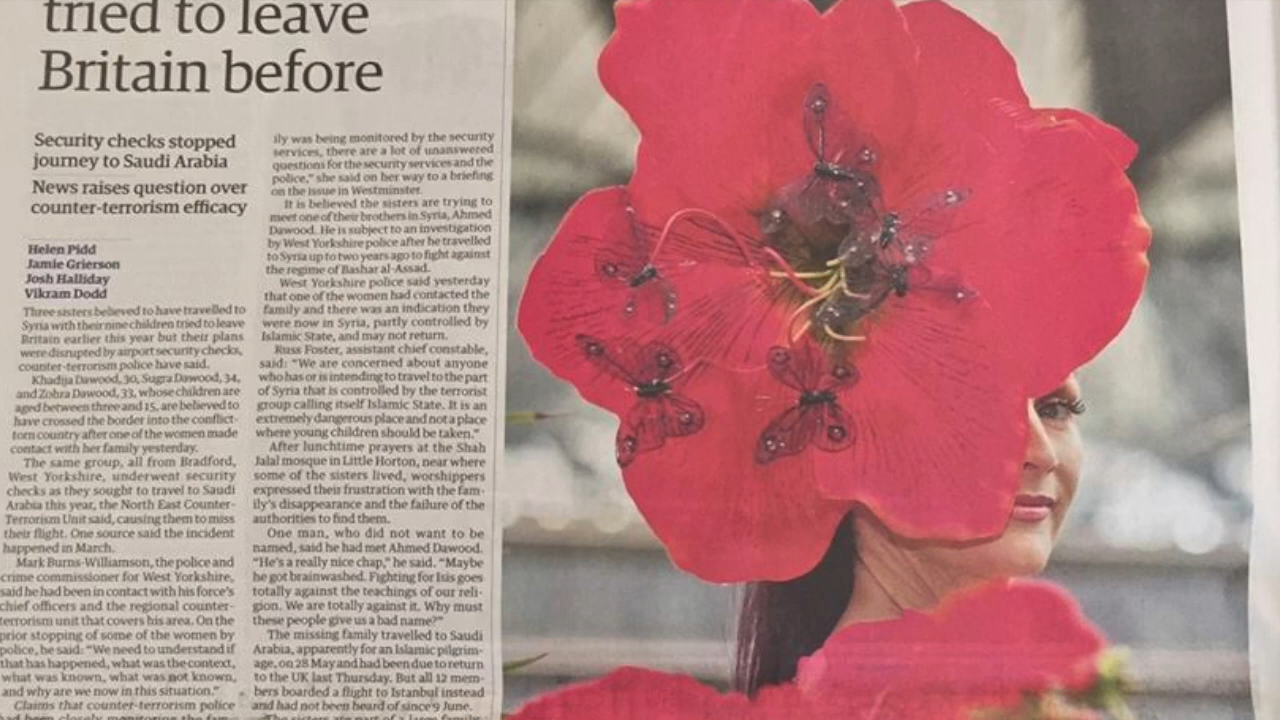 tried to leave
Britain before
Security checks stopped
journey to Saudi Arabia
News raises question over
counter-terrorism efficacy
Helen Pidd
Jamie Grierson
Josh Halliday
Vikram Dodd
Three sisters believed to have travelled to
Syria with their nine children tried to leave
Britain earlier this year but their plans
were disrupted by airport security checks,
counter-terrorism police have said.
Khadija Dawood, 30, Sugra Dawood, 34,
and Zohra Dawood, 33, whose children are
aged between three and 15, are believed to
have crossed the border into the conflict-
torn country after one of the women made
contact with her family yesterday.
The same group, all from Bradford,
West Yorkshire, underwent security
checks as they sought to travel to Saudi
Arabia this year, the North East Counter-
Terrorism Unit said, causing them to miss
their flight. One source said the incident
happened in March.
Mark Burns-Williamson, the police and
crime commissioner for West Yorkshire,
said he had been in contact with his force's
chief officers and the regional counter-
terrorism unit that covers his area. On the
prior stopping of some of the women by
police, he said: "We need to understand if
that has happened, what was the context,
what was known, what was not known,
and why are we now in this situation."
Claims that counter-terrorism police
had been closely monitoring the fam-
ily was being monitored by the security
services, there are a lot of unanswered
questions for the security services and the
police," she said on her way to a briefing
on the issue in Westminster.
It is believed the sisters are trying to
meet one of their brothers in Syria, Ahmed
Dawood. He is subject to an investigation
by West Yorkshire police after he travelled
to Syria up to two years ago to fight against
the regime of Bashar al-Assad.
West Yorkshire police said yesterday
that one of the women had contacted the
family and there was an indication they
were now in Syria, partly controlled by
Islamic State, and may not return.
Russ Foster, assistant chief constable,
said: "We are concerned about anyone
who has or is intending to travel to the part
of Syria that is controlled by the terrorist
group calling itself Islamic State. It is an
extremely dangerous place and not a place
where young children should be taken."
After lunchtime prayers at the Shah
Jalal mosque in Little Horton, near where
some of the sisters lived, worshippers
expressed their frustration with the fam-
ily's disappearance and the failure of the
authorities to find them.
One man, who did not want to be
named, said he had met Ahmed Dawood.
"He's a really nice chap," he said. "Maybe
he got brainwashed. Fighting for Isis goes
totally against the teachings of our reli-
gion. We are totally against it. Why must
these people give us a bad name?"
The missing family travelled to Saudi
Arabia, apparently for an Islamic pilgrim-
age, on 28 May and had been due to return
to the UK last Thursday. But all 12 mem-
bers boarded a flight to Istanbul instead
and had not been heard of since 9 June.
The sisters are part of a large family